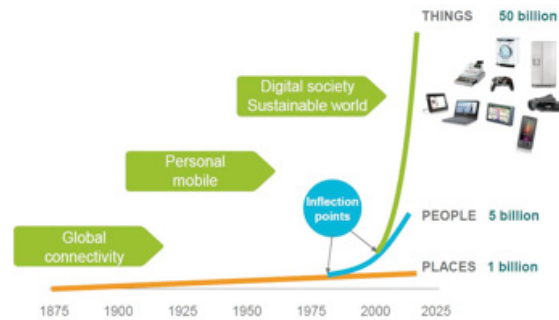 THINGS 50 billion
Digital society
Sustainable world
Personal
mobile
Inflection
points
PEOPLE 5 billion
Global
connectivity
PLACES 1 billion
1875 1900 1925 1950 1975 2000 2025